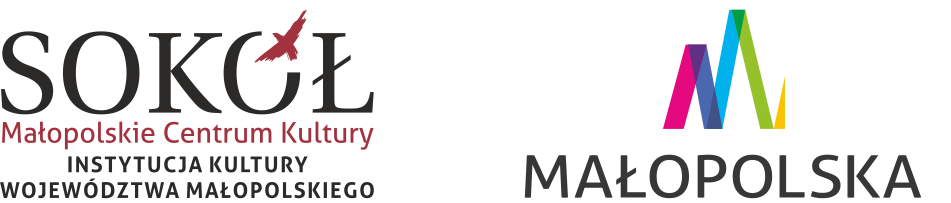 SOKÓŁ
Małopolskie Centrum Kultury
INSTYTUCJA KULTURY
WOJEWÓDZTWA MAŁOPOLSKIEGO
MAŁOPOLSKA